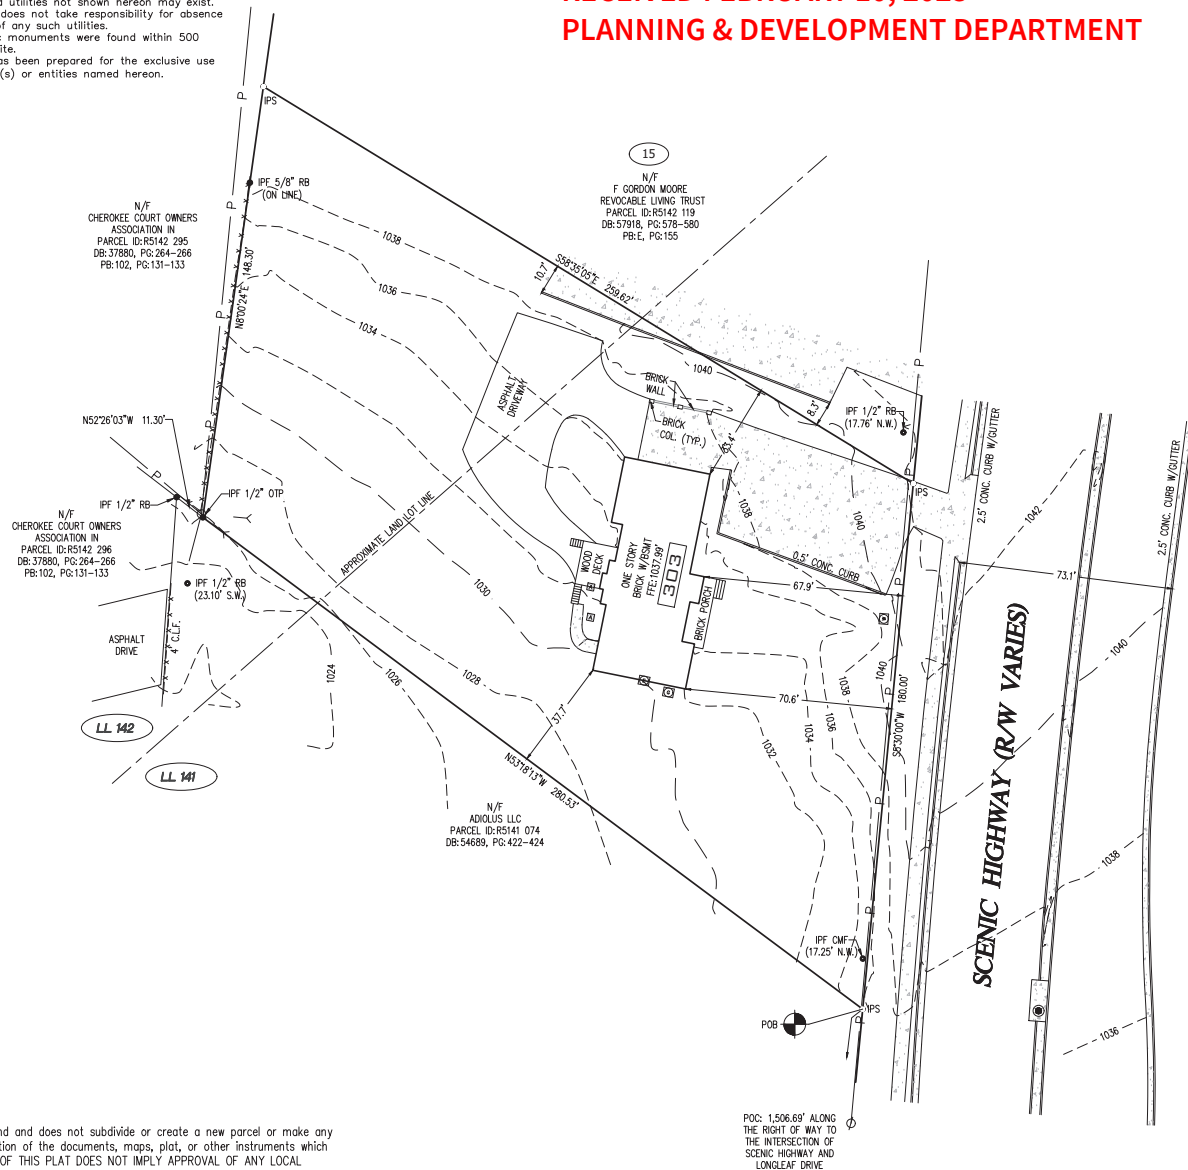 d utilities not shown hereon may exist.
does not take responsibility for absence
of any such utilities.
c monuments were found within 500
ite.
as been prepared for the exclusive use
(s) or entities named hereon.
PLANNING & DEVELOPMENT DEPARTMENT
P
IPS
15
N/F
F GORDON MOORE
REVOCABLE LIVING TRUST
PARCEL ID:R5142 119
DB:57918, PG:578-580
PB:E, PG:155
IPF 5/8" RB
(ON LINE)
P
N/F
CHEROKEE COURT OWNERS
ASSOCIATION IN
PARCEL ID:R5142 295
DB:37880, PG:264-266
PB:102, PG:131-133
1038
1036
1034
N8°00'24"E 148.30'
P
S58°35'05"E 259.62'
10.7'
1040
BRICK
WALL
ASPHALT
DRIVEWAY
BRICK
COL. (TYP.)
8.3'
P
IPF 1/2" RB
(17.76' N.W.)
N52°26'03"W 11.30'
P
P
P
IPS
2.5' CONC. CURB W/GUTTER
2.5' CONC. CURB W/GUTTER
IPF 1/2" RB
IPF 1/2" OTP
N/F
CHEROKEE COURT OWNERS
ASSOCIATION IN
PARCEL ID:R5142 296
DB:37880, PG:264-266
PB:102, PG:131-133
IPF 1/2" RB
(23.10' S.W.)
APPROXIMATE LAND LOT LINE
1038
1040
1042
0.5' CONC. CURB
WOOD
DECK
ONE STORY
BRICK W/BSMT
FFE:1037.99'
303
BRICK PORCH
67.9'
P
73.1'
1030
ASPHALT
DRIVE
4' C.L.F.
1024
1026
1028
1040
1038
1036
1034
1032
1040
P
70.6'
37.7'
S8°30'00"W 180.00'
LL 142
LL 141
SCENIC HIGHWAY (R/W VARIES)
N53°18'13"W 280.53'
N/F
ADIOLUS LLC
PARCEL ID:R5141 074
DB:54689, PG:422-424
P
1038
P
IPF CMF
(17.25' N.W.)
IPS
P
POB
1036
POC: 1,506.69' ALONG
THE RIGHT OF WAY TO
THE INTERSECTION OF
SCENIC HIGHWAY AND
LONGLEAF DRIVE
nd and does not subdivide or create a new parcel or make any
tion of the documents, maps, plat, or other instruments which
OF THIS PLAT DOES NOT IMPLY APPROVAL OF ANY LOCAL